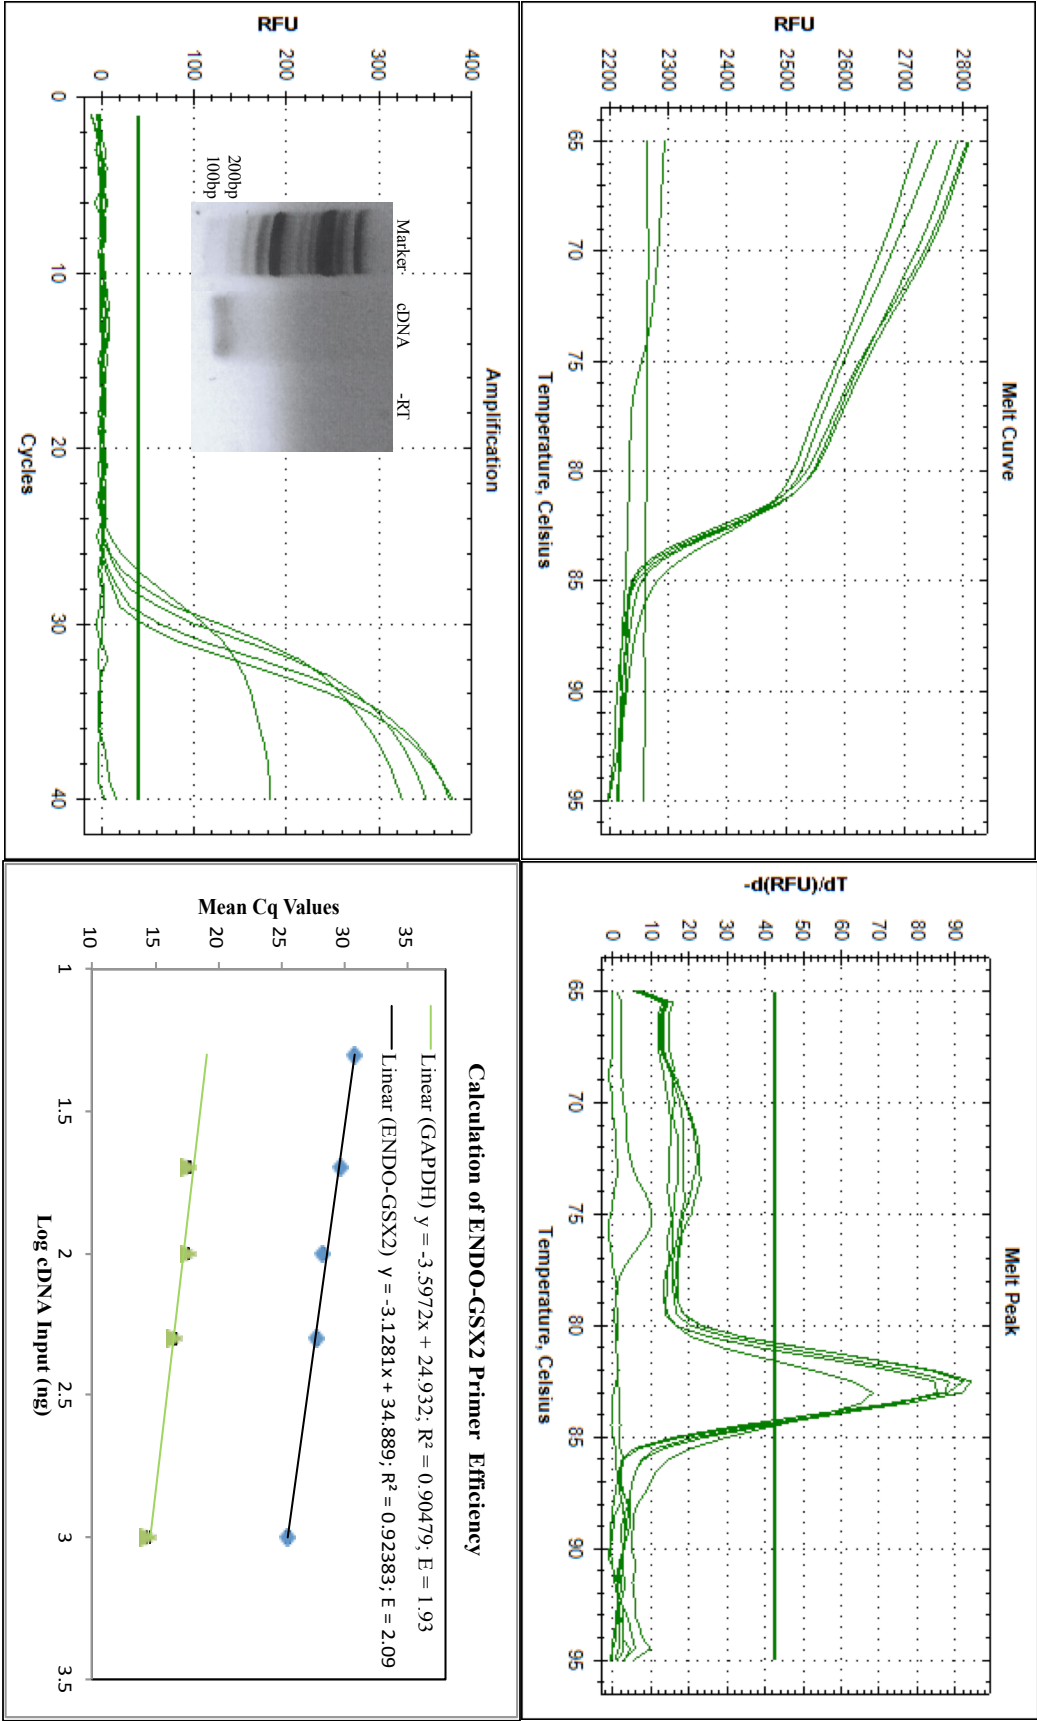 Melt Curve
RFU
2800
2700
2600
2500
2400
2300
2200
65 70 75 80 85 90 95
Temperature, Celsius
Melt Peak
-d(RFU)/dT
90
80
70
60
50
40
30
20
10
0
65 70 75 80 85 90 95
Temperature, Celsius
Amplification
RFU
400
300
200
100
0
0 10 20 30 40
Cycles
Marker cDNA -RT
200bp
100bp
Calculation of ENDO-GSX2 Primer Efficiency
Linear (GAPDH) y = -3.5972x + 24.932; R² = 0.90479; E = 1.93
Linear (ENDO-GSX2) y = -3.1281x + 34.889; R² = 0.92383; E = 2.09
Mean Cq Values
35
30
25
20
15
10
1 1.5 2 2.5 3 3.5
Log cDNA Input (ng)